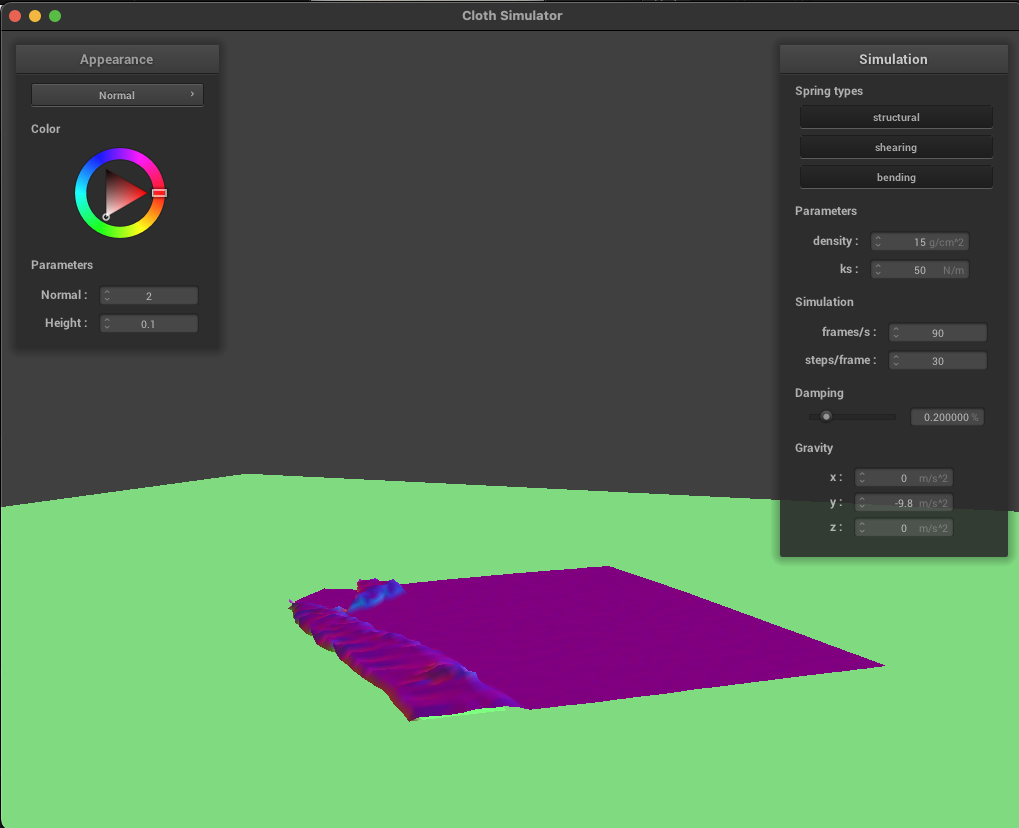 Cloth Simulator
Appearance
Normal
Color
Parameters
Normal : 2
Height : 0.1
Simulation
Spring types
structural
shearing
bending
Parameters
density : 15 g/cm^2
ks : 50 N/m
Simulation
frames/s : 90
steps/frame : 30
Damping
0.200000 %
Gravity
x : 0 m/s^2
y : -9.8 m/s^2
z : 0 m/s^2